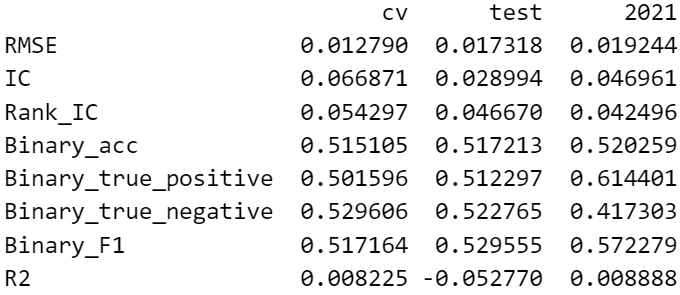 cv test 2021
RMSE 0.012790 0.017318 0.019244
IC 0.066871 0.028994 0.046961
Rank_IC 0.054297 0.046670 0.042496
Binary_acc 0.515105 0.517213 0.520259
Binary_true_positive 0.501596 0.512297 0.614401
Binary_true_negative 0.529606 0.522765 0.417303
Binary_F1 0.517164 0.529555 0.572279
R2 0.008225 -0.052770 0.008888